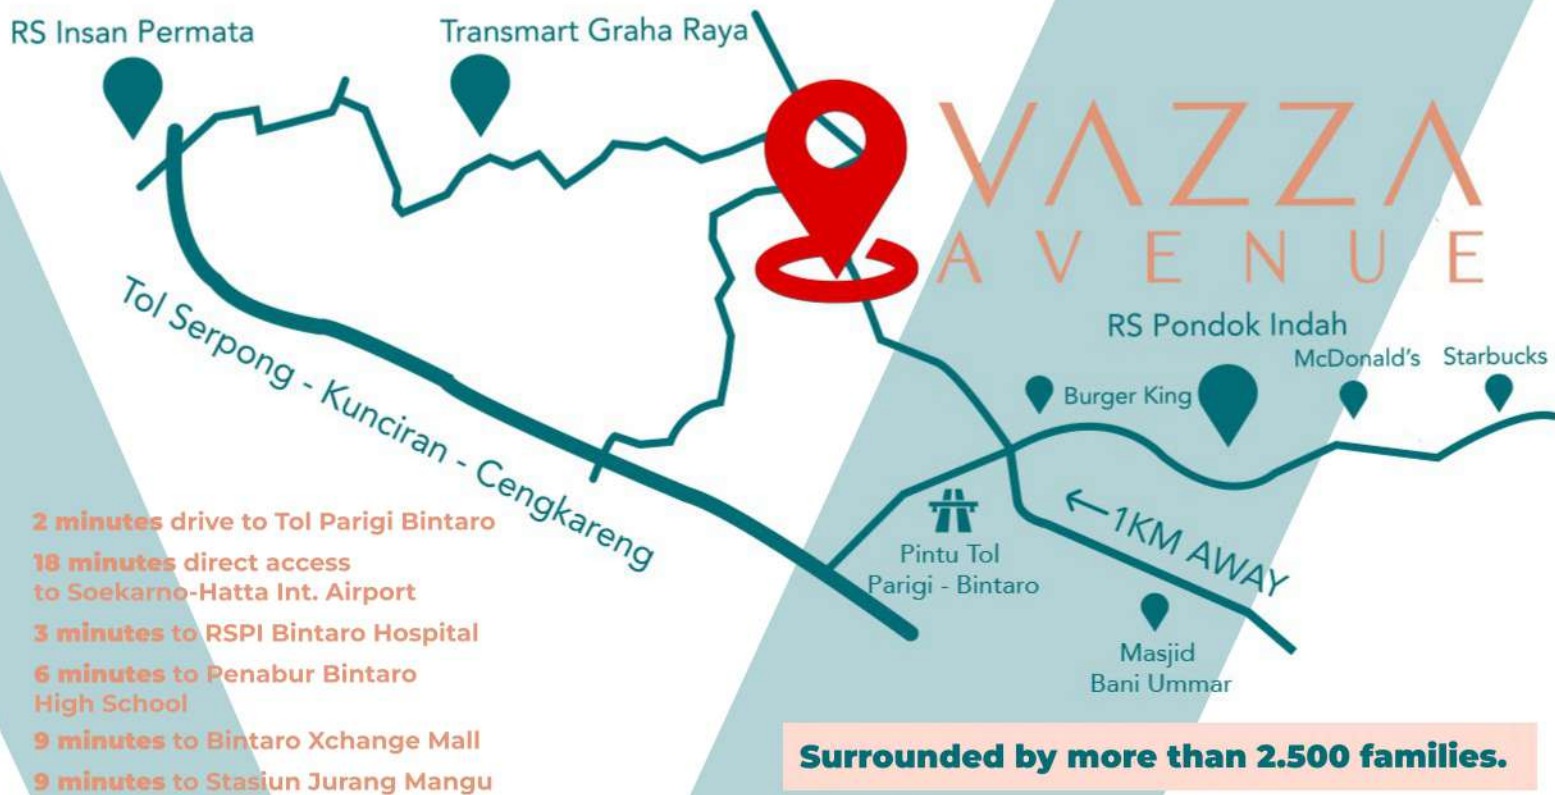 RS Insan Permata
Transmart Graha Raya
VAZZA
AVENUE
RS Pondok Indah
McDonald's
Starbucks
Burger King
Tol Serpong - Kunciran - Cengkareng
←1KM AWAY
Pintu Tol
Parigi - Bintaro
Masjid
Bani Ummar
2 minutes drive to Tol Parigi Bintaro
18 minutes direct access
to Soekarno-Hatta Int. Airport
3 minutes to RSPI Bintaro Hospital
6 minutes to Penabur Bintaro
High School
9 minutes to Bintaro Xchange Mall
9 minutes to Stasiun Jurang Mangu
Surrounded by more than 2.500 families.